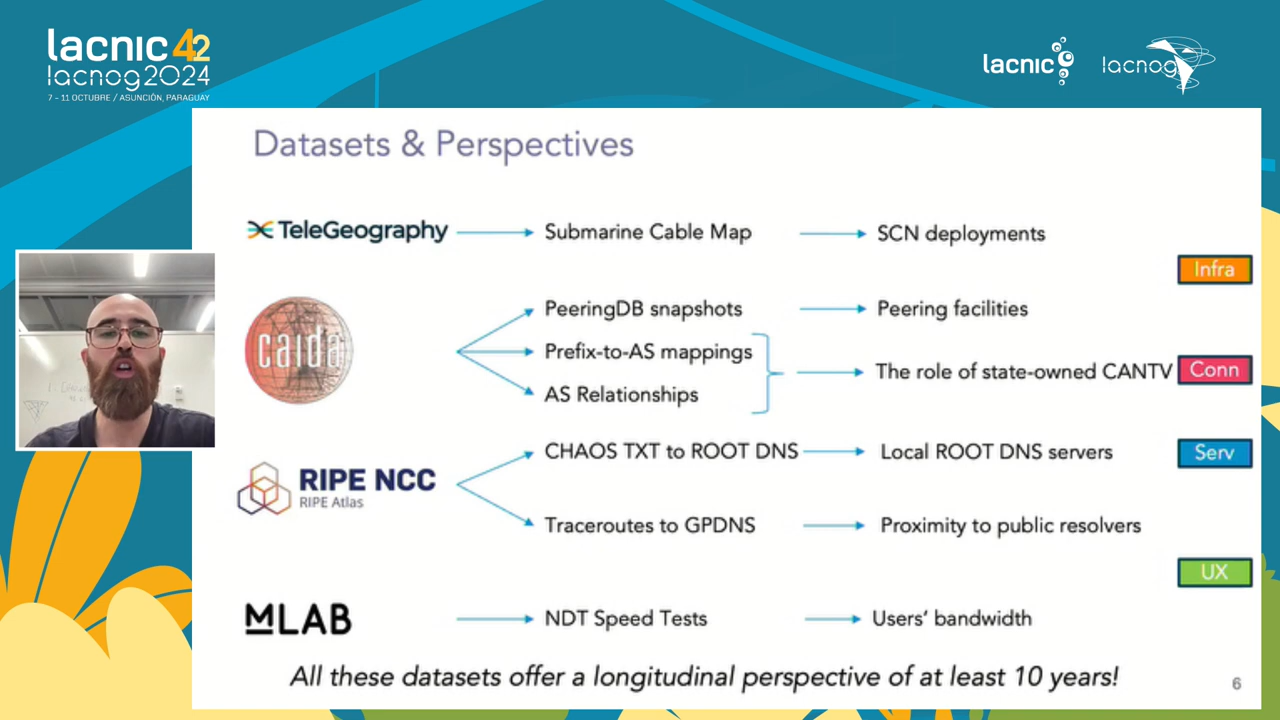 lacnic 42
lacnog2024
7 - 11 OCTUBRE / ASUNCIÓN, PARAGUAY
lacnic
lacnog
Datasets & Perspectives
TeleGeography
Submarine Cable Map
SCN deployments
Infra
caida
PeeringDB snapshots
Peering facilities
Prefix-to-AS mappings
AS Relationships
The role of state-owned CANTV
Conn
RIPE NCC
RIPE Atlas
CHAOS TXT to ROOT DNS
Local ROOT DNS servers
Serv
Traceroutes to GPDNS
Proximity to public resolvers
UX
MLAB
NDT Speed Tests
Users’ bandwidth
All these datasets offer a longitudinal perspective of at least 10 years!
6